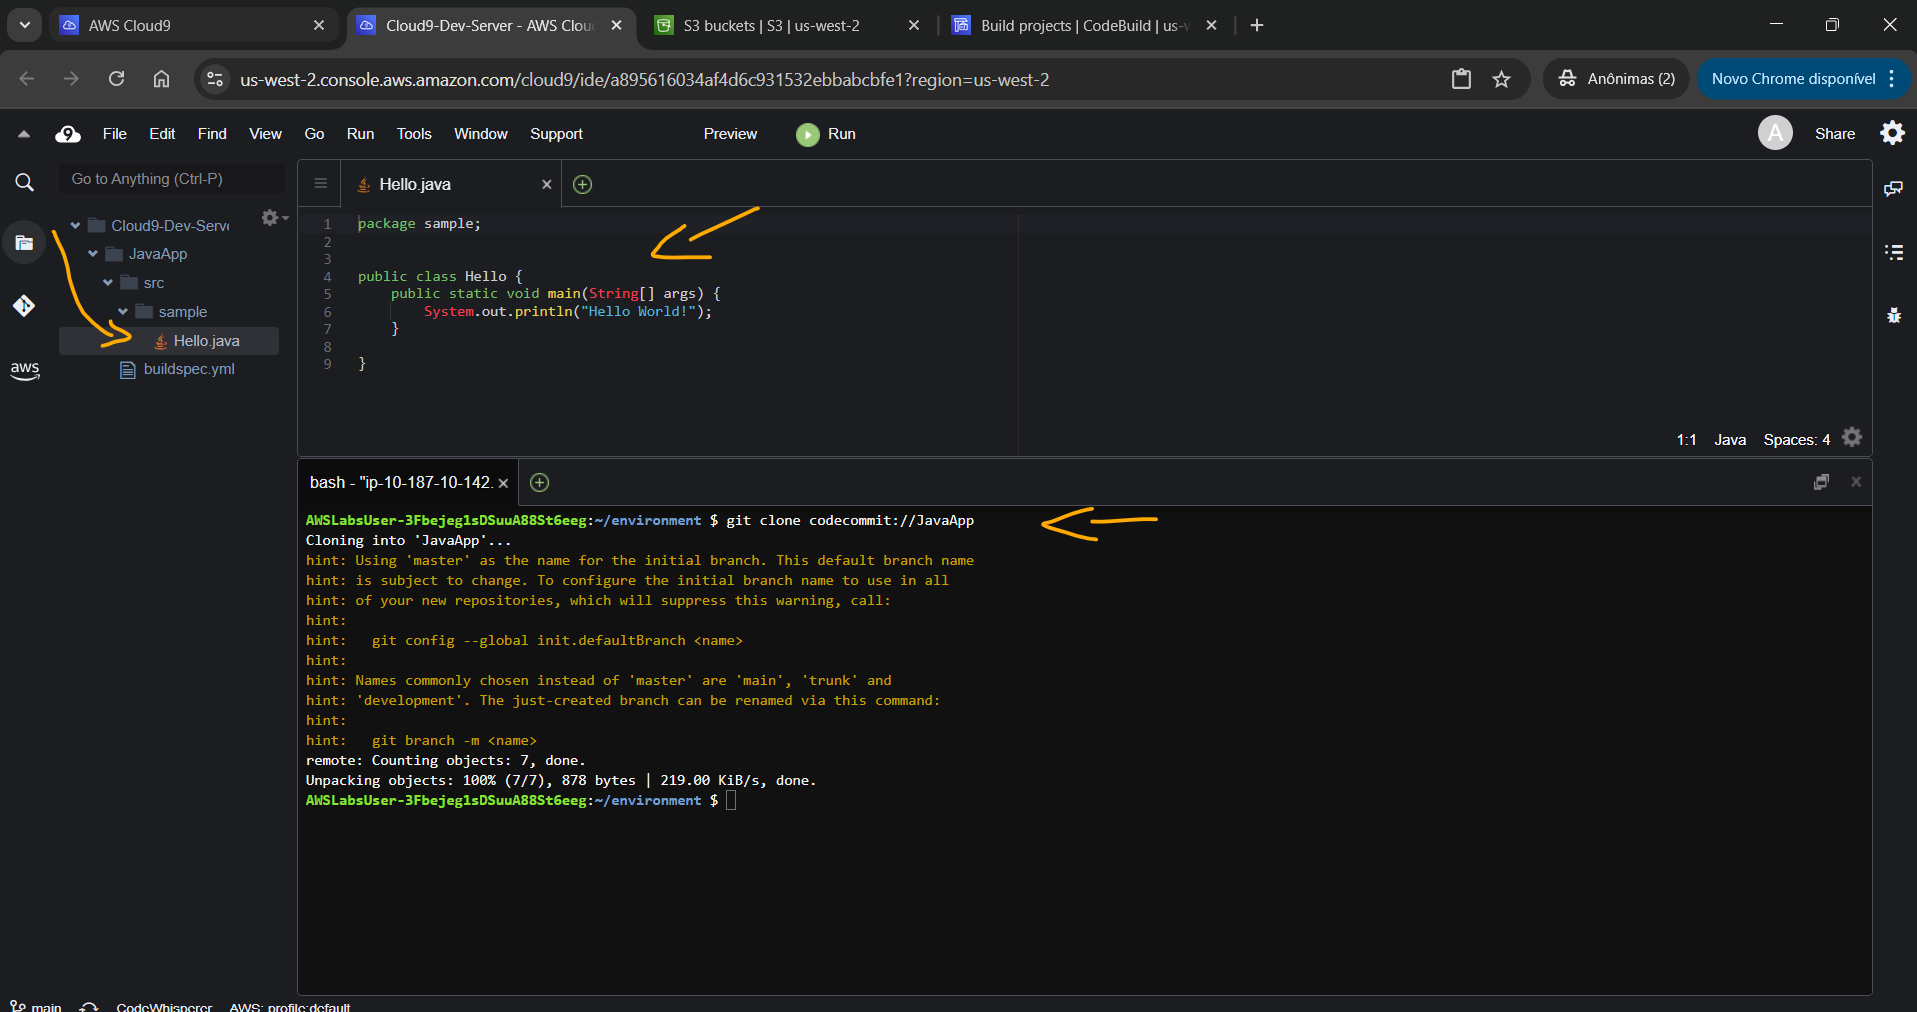 AWS Cloud9
Cloud9-Dev-Server - AWS Clou
S3 buckets | S3 | us-west-2
Build projects | CodeBuild | us-w
us-west-2.console.aws.amazon.com/cloud9/ide/a895616034af4d6c931532ebbabcbfe1?region=us-west-2
Anônimas (2)
Novo Chrome disponível
9 File Edit Find View Go Run Tools Window Support Preview Run
A Share
Go to Anything (Ctrl-P)
Cloud9-Dev-Serve
JavaApp
src
sample
Hello.java
buildspec.yml
aws
Hello.java
1 package sample;
2
3
4 public class Hello {
5 public static void main(String[] args) {
6 System.out.println("Hello World!");
7 }
8
9 }
1:1 Java Spaces: 4
bash - "ip-10-187-10-142.
AWSLabsUser-3Fbejeg1sDSuuA88St6eeg:~/environment $ git clone codecommit://JavaApp
Cloning into 'JavaApp'...
hint: Using 'master' as the name for the initial branch. This default branch name
hint: is subject to change. To configure the initial branch name to use in all
hint: of your new repositories, which will suppress this warning, call:
hint:
hint: git config --global init.defaultBranch <name>
hint:
hint: Names commonly chosen instead of 'master' are 'main', 'trunk' and
hint: 'development'. The just-created branch can be renamed via this command:
hint:
hint: git branch -m <name>
remote: Counting objects: 7, done.
Unpacking objects: 100% (7/7), 878 bytes | 219.00 KiB/s, done.
AWSLabsUser-3Fbejeg1sDSuuA88St6eeg:~/environment $
main CodeWhisperer AWS: profile:default